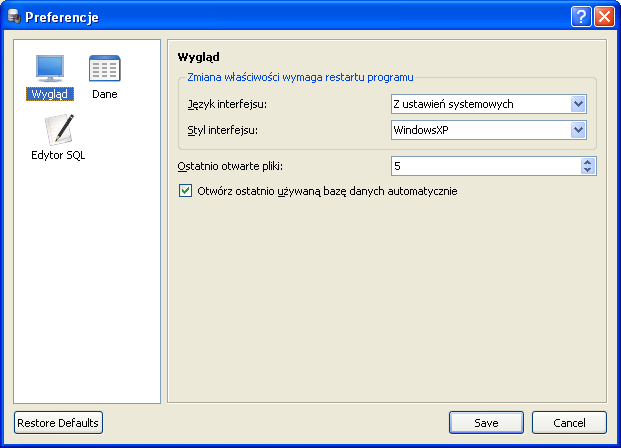 Preferencje
Wygląd
Dane
Edytor SQL
Wygląd
Zmiana właściwości wymaga restartu programu
Język interfejsu:
Z ustawień systemowych
Styl interfejsu:
WindowsXP
Ostatnio otwarte pliki:
5
Otwórz ostatnio używaną bazę danych automatycznie
Restore Defaults
Save
Cancel